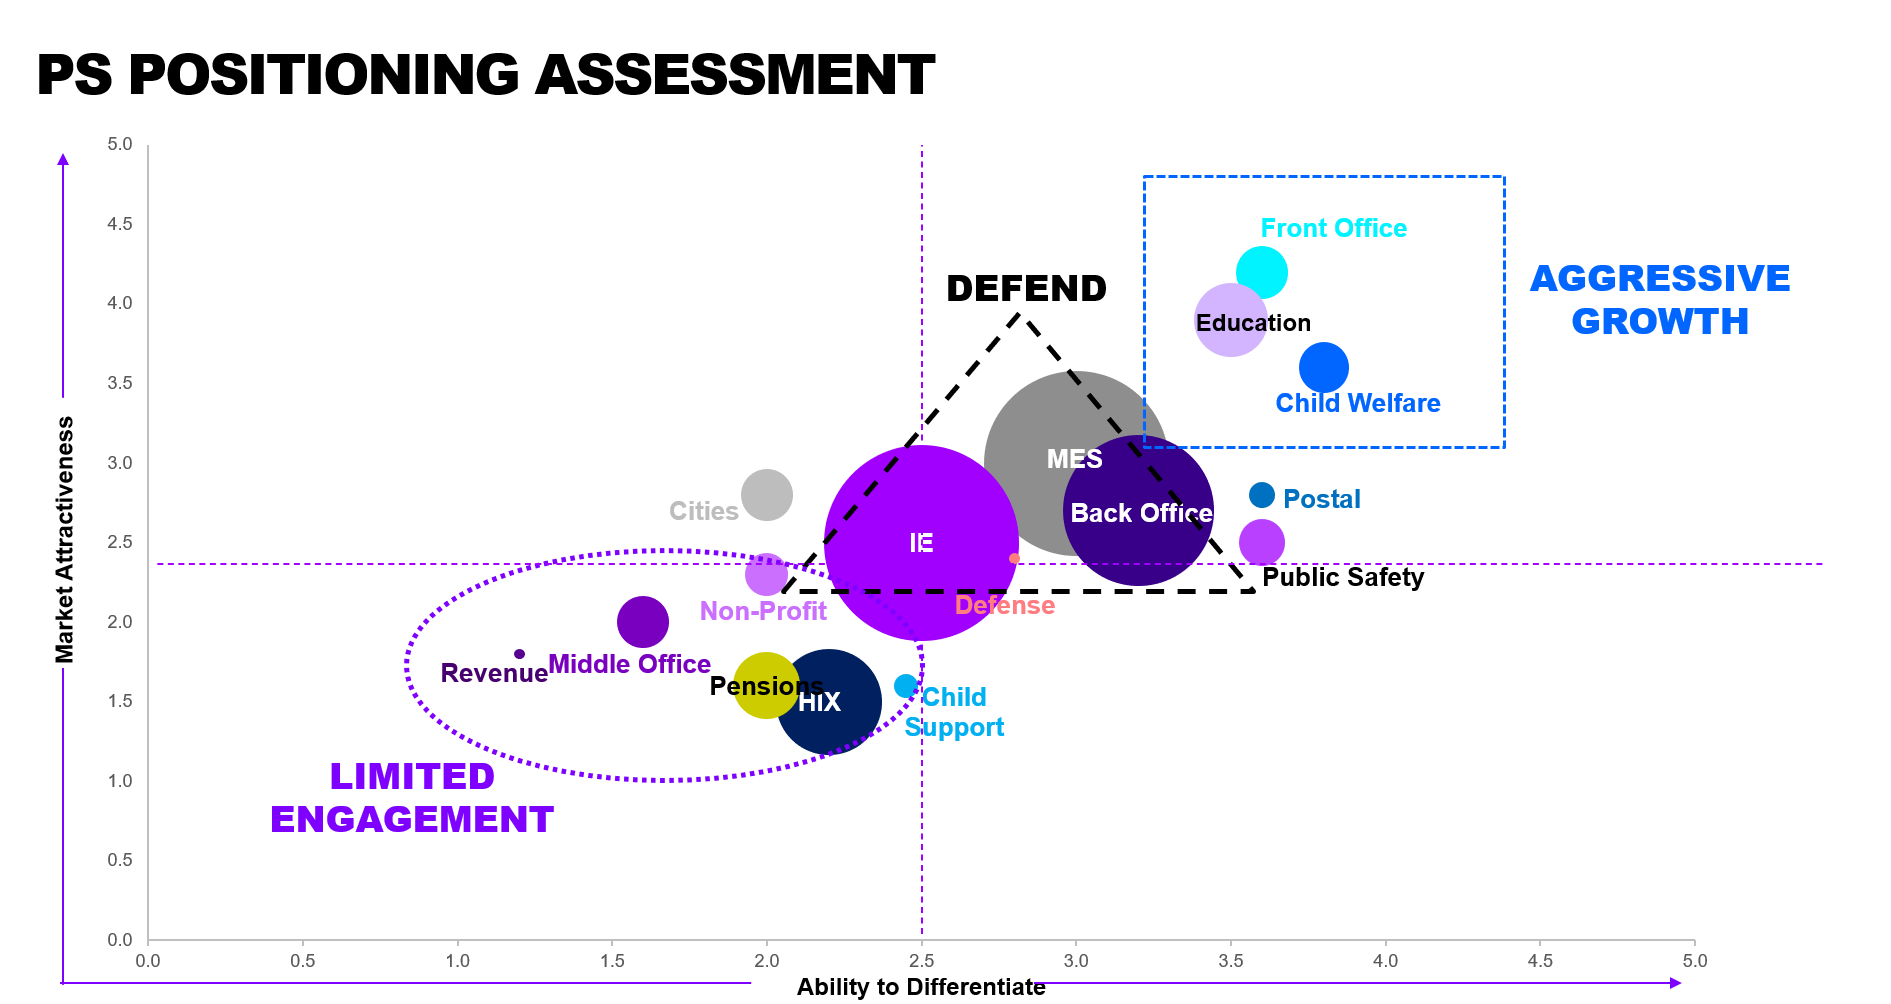 PS POSITIONING ASSESSMENT
5.0
4.5
4.0
3.5
3.0
2.5
2.0
1.5
1.0
0.5
0.0
Market Attractiveness
Front Office
Education
Child Welfare
AGGRESSIVE
GROWTH
DEFEND
MES
Back Office
Postal
Public Safety
Cities
IE
Defense
Non-Profit
Middle Office
Revenue
Pensions
HIX
Child
Support
LIMITED
ENGAGEMENT
0.0 0.5 1.0 1.5 2.0 2.5 3.0 3.5 4.0 4.5 5.0
Ability to Differentiate